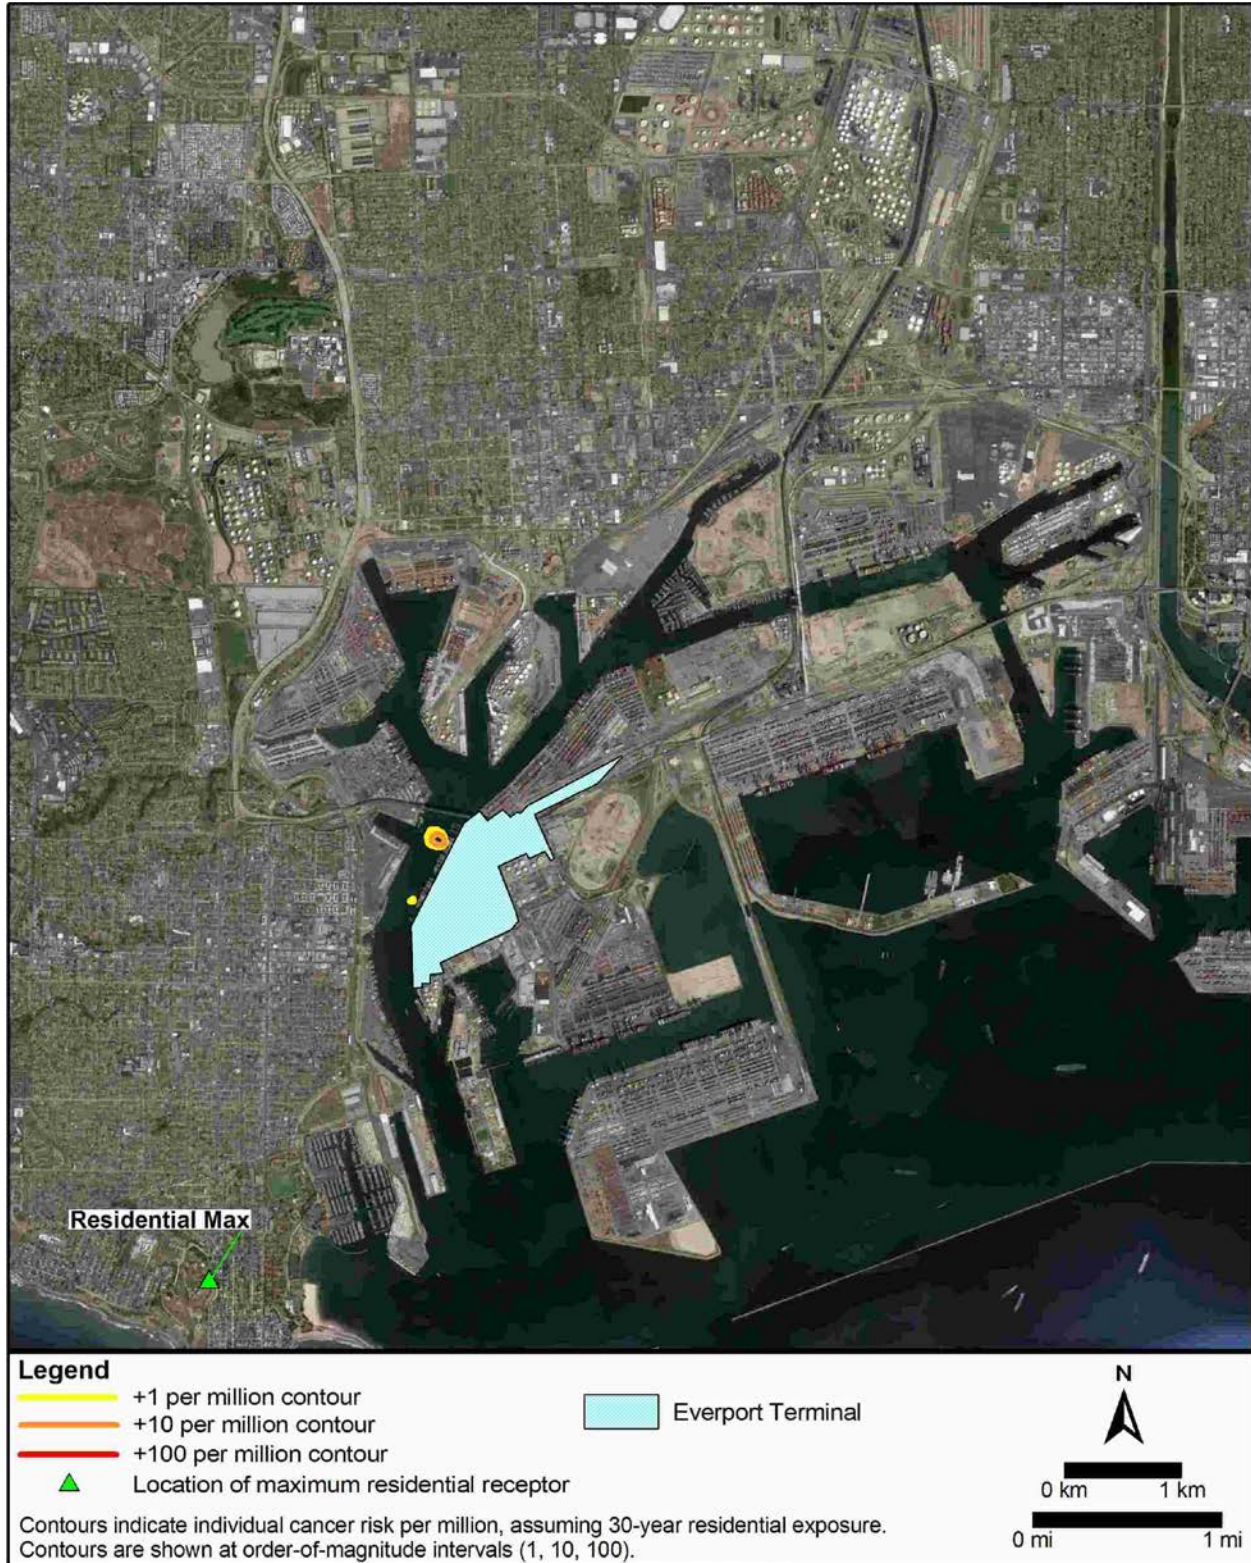 Residential Max
Legend
+1 per million contour
+10 per million contour
+100 per million contour
Location of maximum residential receptor
Everport Terminal
N
0 km 1 km
0 mi 1 mi
Contours indicate individual cancer risk per million, assuming 30-year residential exposure.
Contours are shown at order-of-magnitude intervals (1, 10, 100).